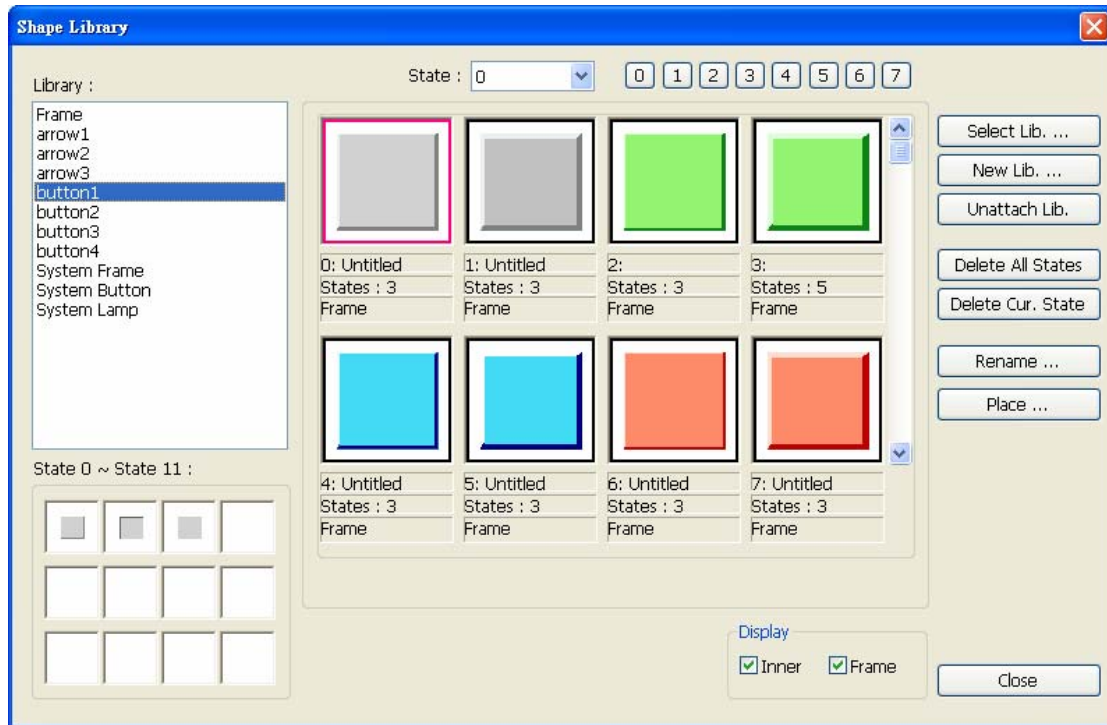 Shape Library
Library :
State : 0
0 1 2 3 4 5 6 7
Frame
arrow1
arrow2
arrow3
button1
button2
button3
button4
System Frame
System Button
System Lamp
0: Untitled
States : 3
Frame
1: Untitled
States : 3
Frame
2:
States : 3
Frame
3:
States : 5
Frame
4: Untitled
States : 3
Frame
5: Untitled
States : 3
Frame
6: Untitled
States : 3
Frame
7: Untitled
States : 3
Frame
Select Lib. ...
New Lib. ...
Unattach Lib.
Delete All States
Delete Cur. State
Rename ...
Place ...
State 0 ~ State 11 :
Display
Inner
Frame
Close